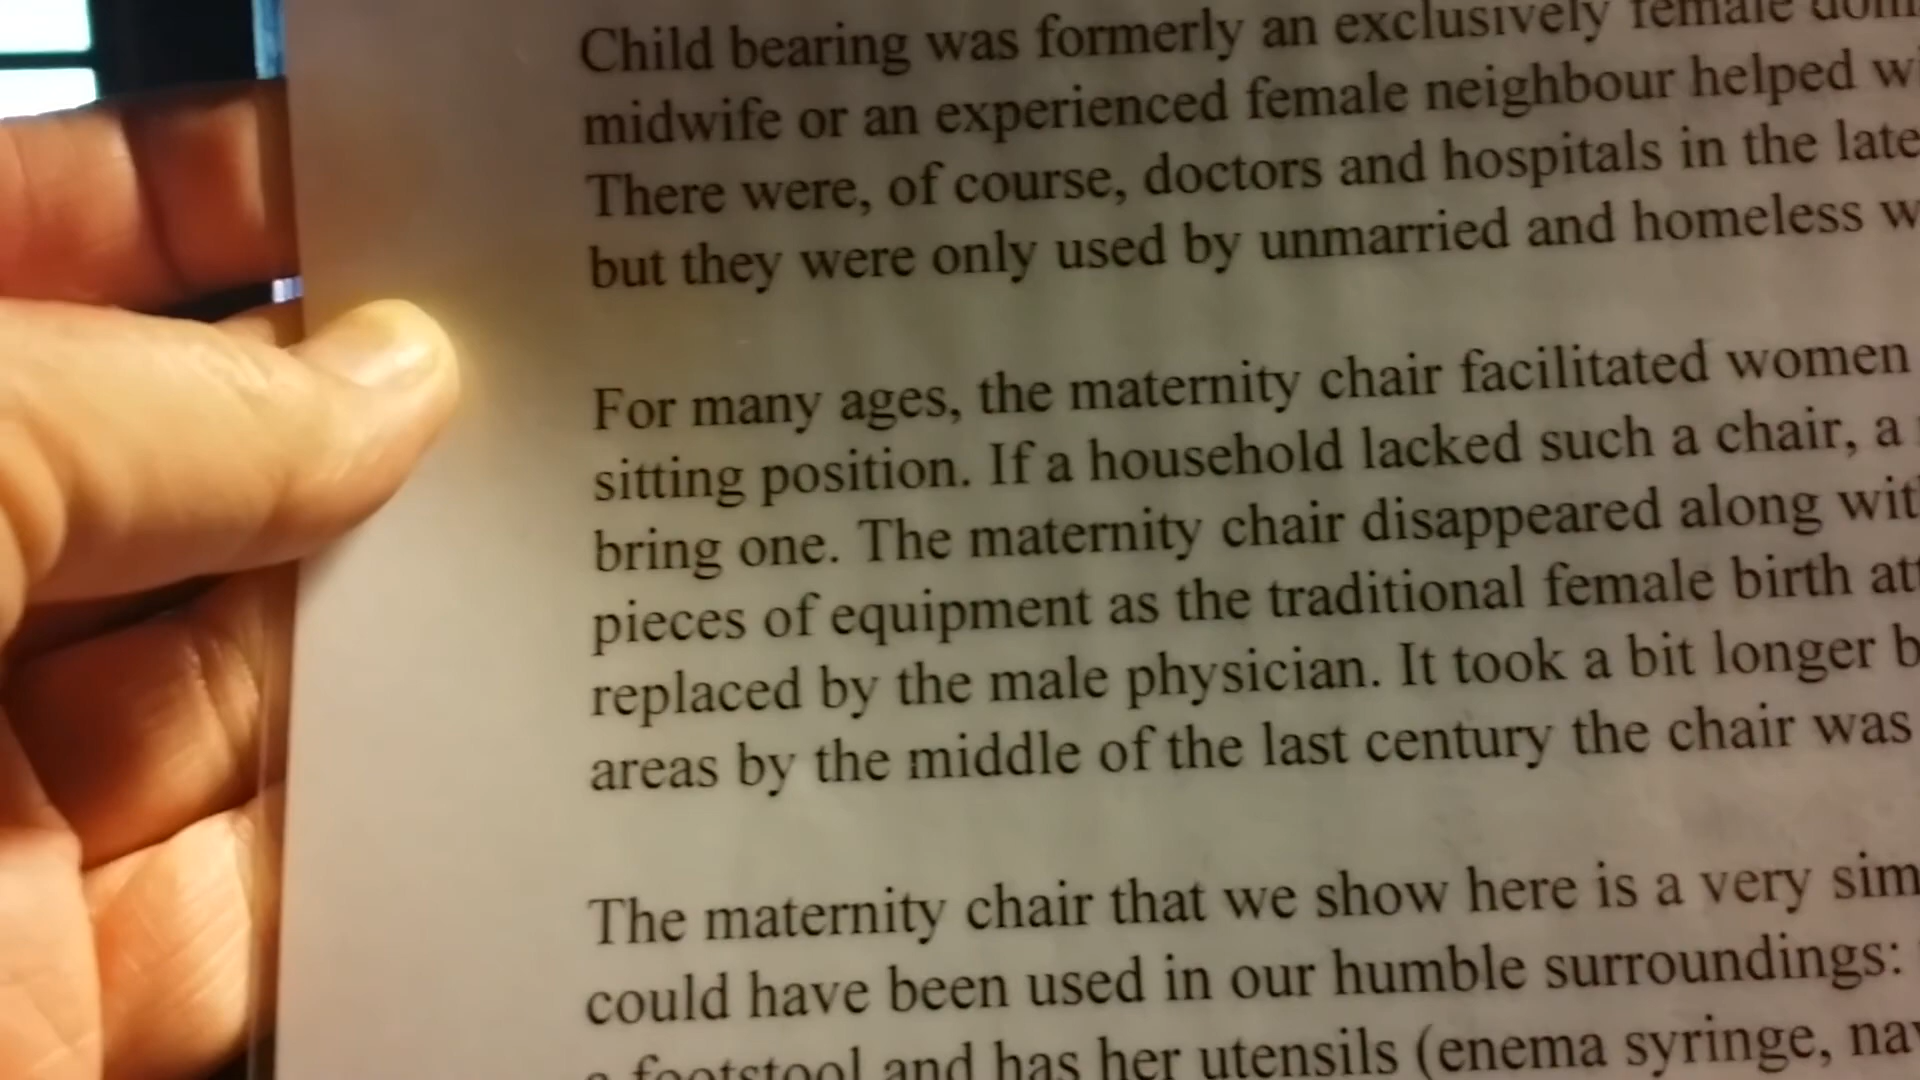 Child bearing was formerly an exclusively female
midwife or an experienced female neighbour helped
There were, of course, doctors and hospitals in the late
but they were only used by unmarried and homeless
For many ages, the maternity chair facilitated women
sitting position. If a household lacked such a chair, a
bring one. The maternity chair disappeared along
pieces of equipment as the traditional female birth
replaced by the male physician. It took a bit longer
areas by the middle of the last century the chair was
The maternity chair that we show here is a very
could have been used in our humble surroundings:
a footstool and has her utensils (enema syringe,